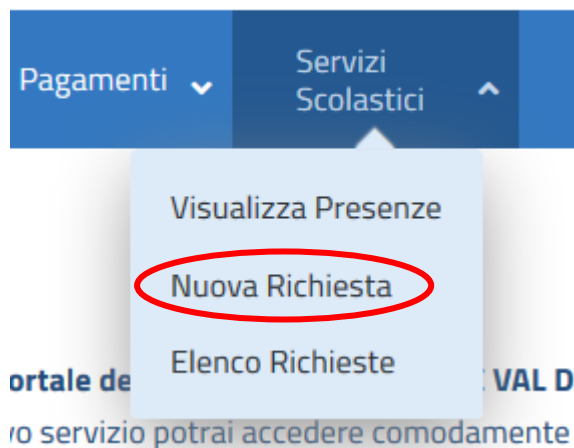 Pagamenti
Servizi
Scolastici
Visualizza Presenze
Nuova Richiesta
Elenco Richieste
ortale de VAL D
vo servizio potrai accedere comodamente